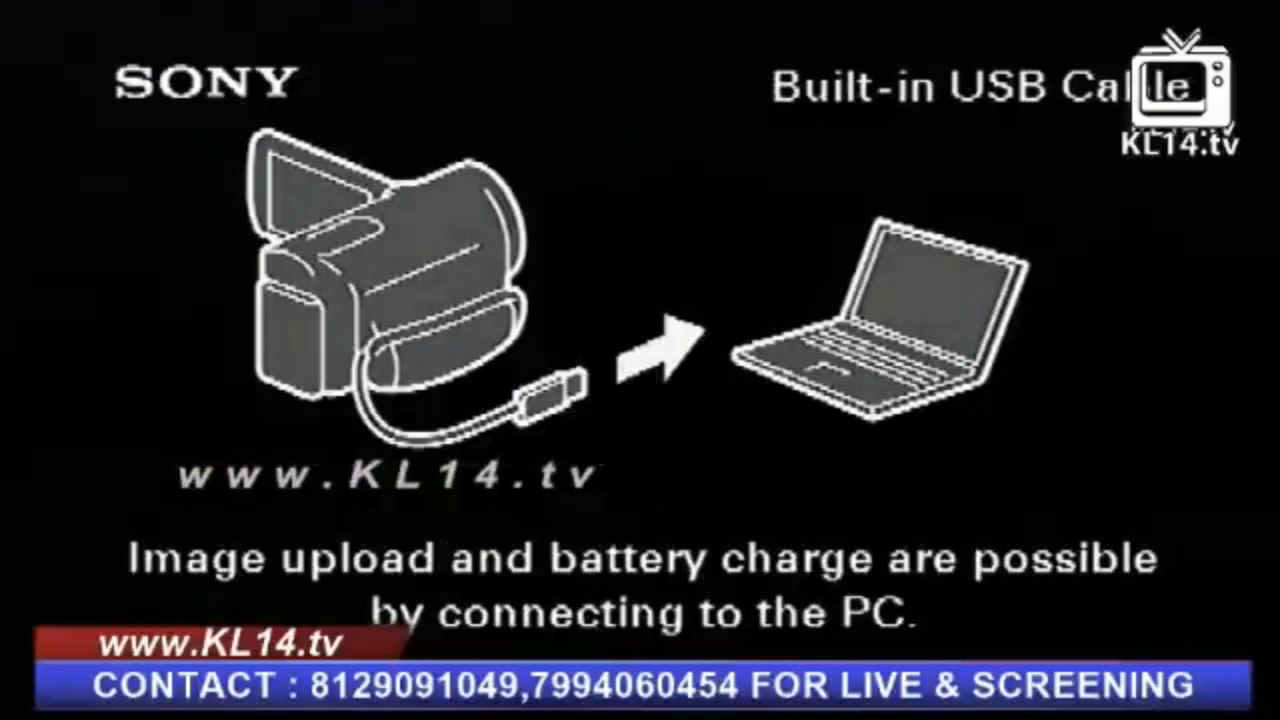 SONY
Built-in USB Cable
KL14.tv
www.KL14.tv
Image upload and battery charge are possible
by connecting to the PC.
www.KL14.tv
CONTACT : 8129091049,7994060454 FOR LIVE & SCREENING